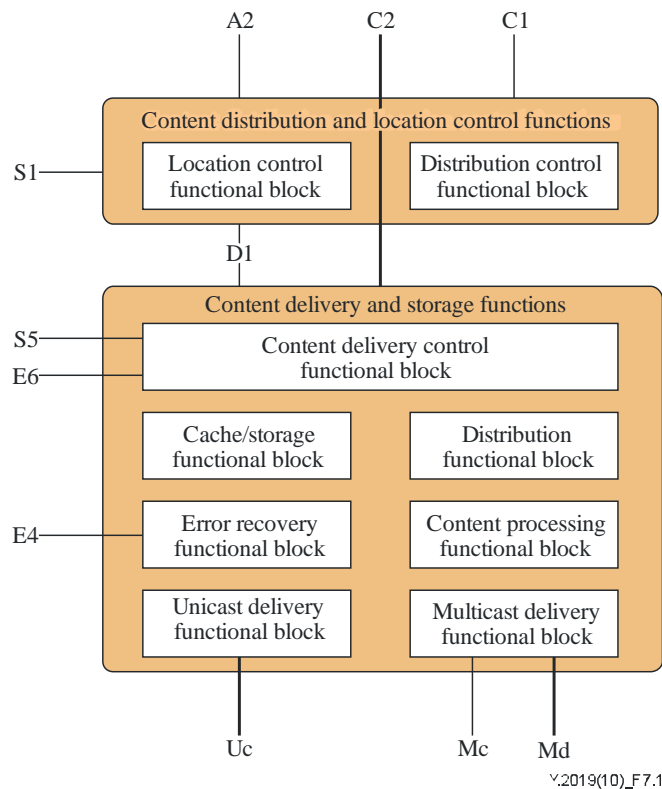 A2
C2
C1
Content distribution and location control functions
S1
Location control
functional block
Distribution control
functional block
D1
Content delivery and storage functions
S5
E6
Content delivery control
functional block
Cache/storage
functional block
Distribution
functional block
E4
Error recovery
functional block
Content processing
functional block
Unicast delivery
functional block
Multicast delivery
functional block
Uc
Mc
Md
Y.2019(10)_F7.1